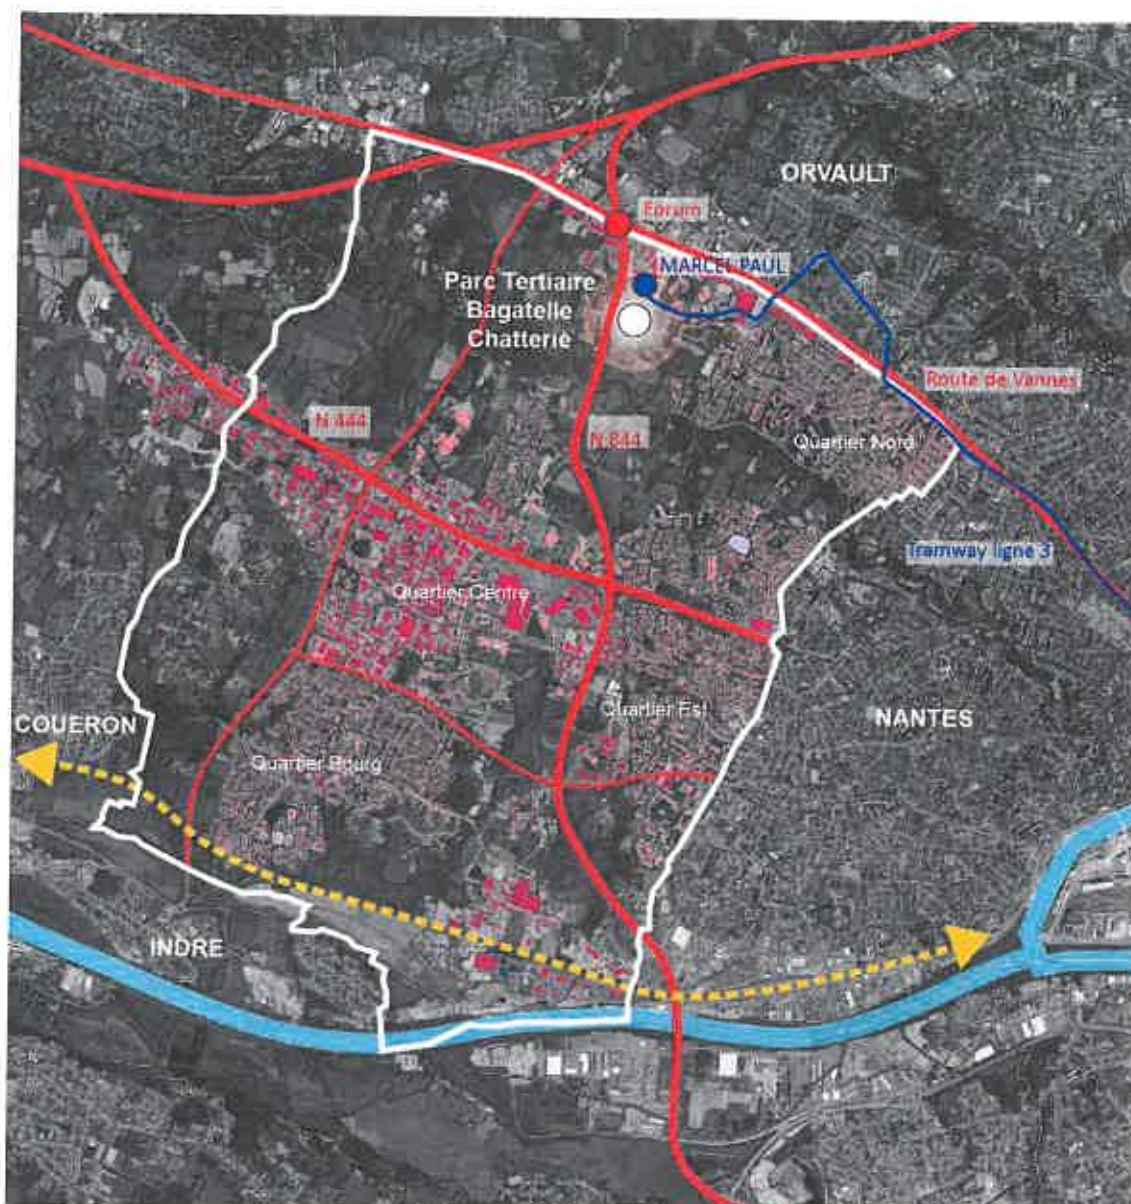 ORVAULT
Forum
MARCEL PAUL
Parc Tertiaire
Bagatelle
Chatterie
Route de Vannes
N 444
N 844
Quartier Nord
Tramway ligne 3
Quartier Centre
COUERON
Quartier Est
NANTES
Quartier Bourg
INDRE